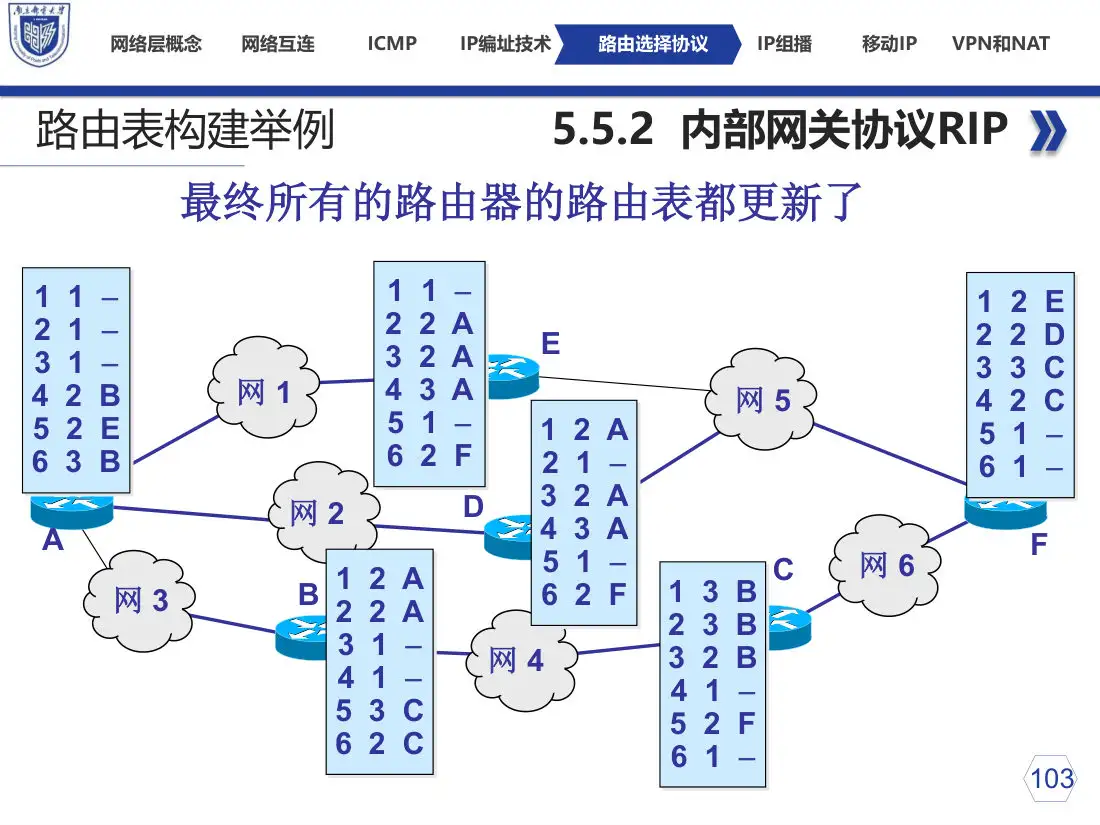 网络层概念 网络互连 ICMP IP编址技术 路由选择协议 IP组播 移动IP VPN和NAT
路由表构建举例
5.5.2 内部网关协议RIP
最终所有的路由器的路由表都更新了
1 1 –
2 1 –
3 1 –
4 2 B
5 2 E
6 3 B
A
网 1
1 1 –
2 2 A
3 2 A
4 3 A
5 1 –
6 2 F
E
网 5
1 2 E
2 2 D
3 3 C
4 2 C
5 1 –
6 1 –
F
网 2
D
1 2 A
2 1 –
3 2 A
4 3 A
5 1 –
6 2 F
网 3
B
1 2 A
2 2 A
3 1 –
4 1 –
5 3 C
6 2 C
网 4
1 3 B
2 3 B
3 2 B
4 1 –
5 2 F
6 1 –
C
网 6
103